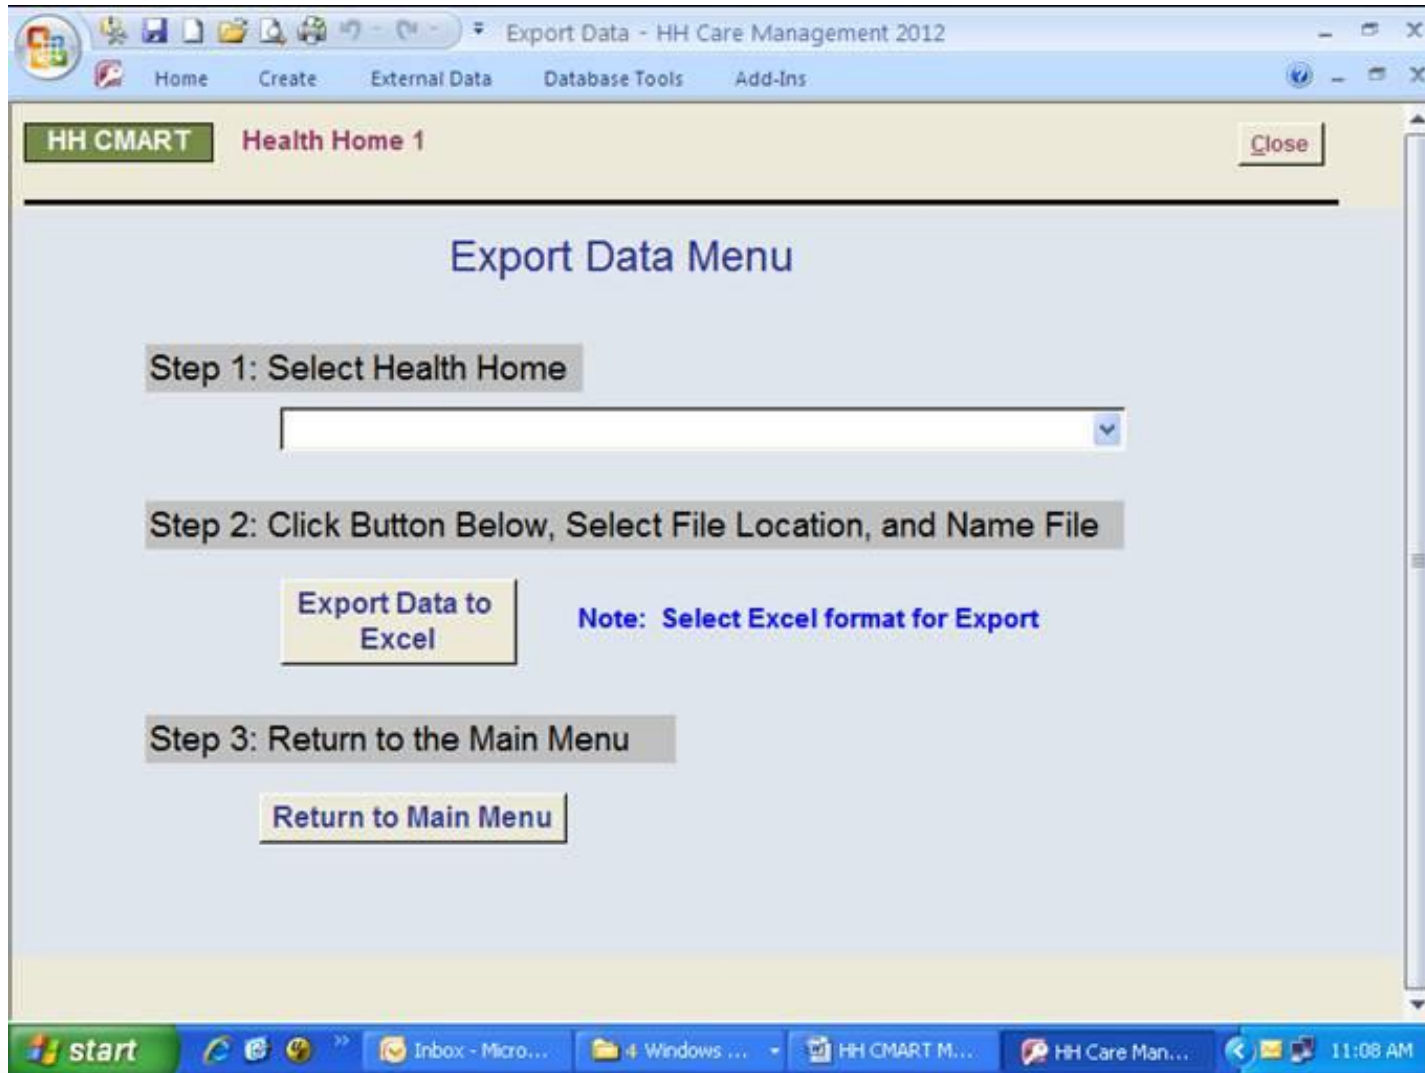 Export Data - HH Care Management 2012
Home Create External Data Database Tools Add-Ins
HH CMART Health Home 1 Close
Export Data Menu
Step 1: Select Health Home
Step 2: Click Button Below, Select File Location, and Name File
Export Data to
Excel
Note: Select Excel format for Export
Step 3: Return to the Main Menu
Return to Main Menu
start Inbox - Micro... 4 Windows ... HH CMART M... HH Care Man... 11:08 AM